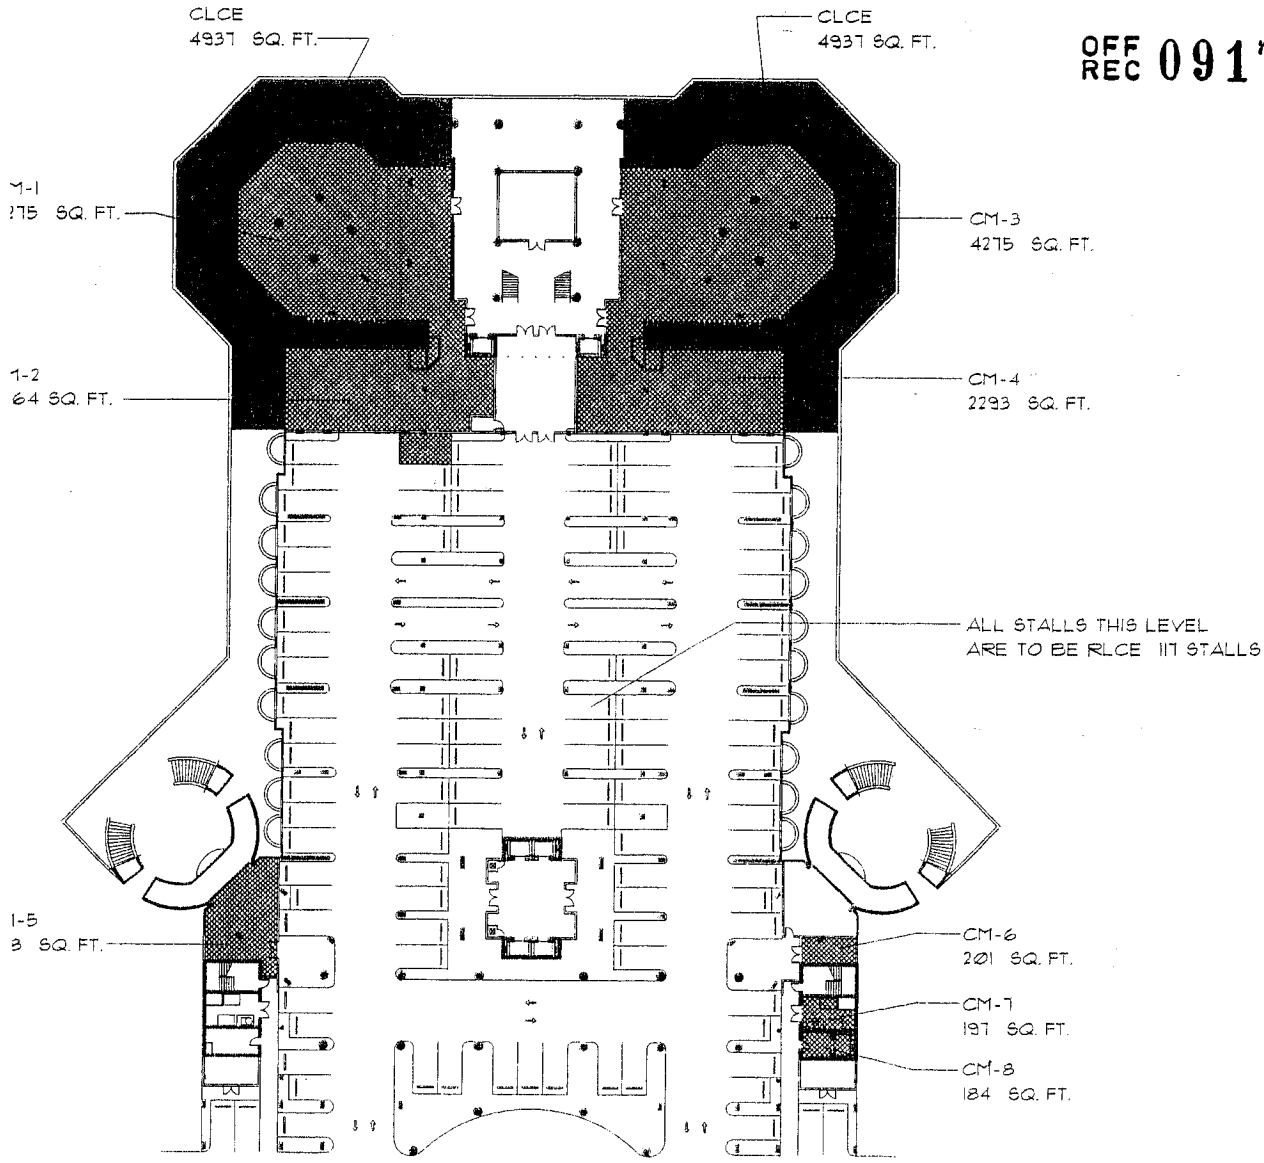 CLCE
4937 SQ. FT.
CLCE
4937 SQ. FT.
OFF
REC 091
M-1
275 SQ. FT.
CM-3
4275 SQ. FT.
M-2
64 SQ. FT.
CM-4
2293 SQ. FT.
ALL STALLS THIS LEVEL
ARE TO BE RLCE 117 STALLS
-5
SQ. FT.
CM-6
201 SQ. FT.
CM-7
197 SQ. FT.
CM-8
184 SQ. FT.